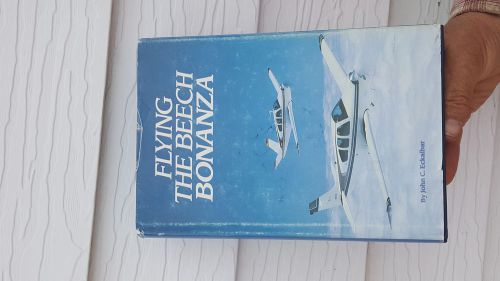 FLYING
THE BEECH
BONANZA
By John C. Eckalbar